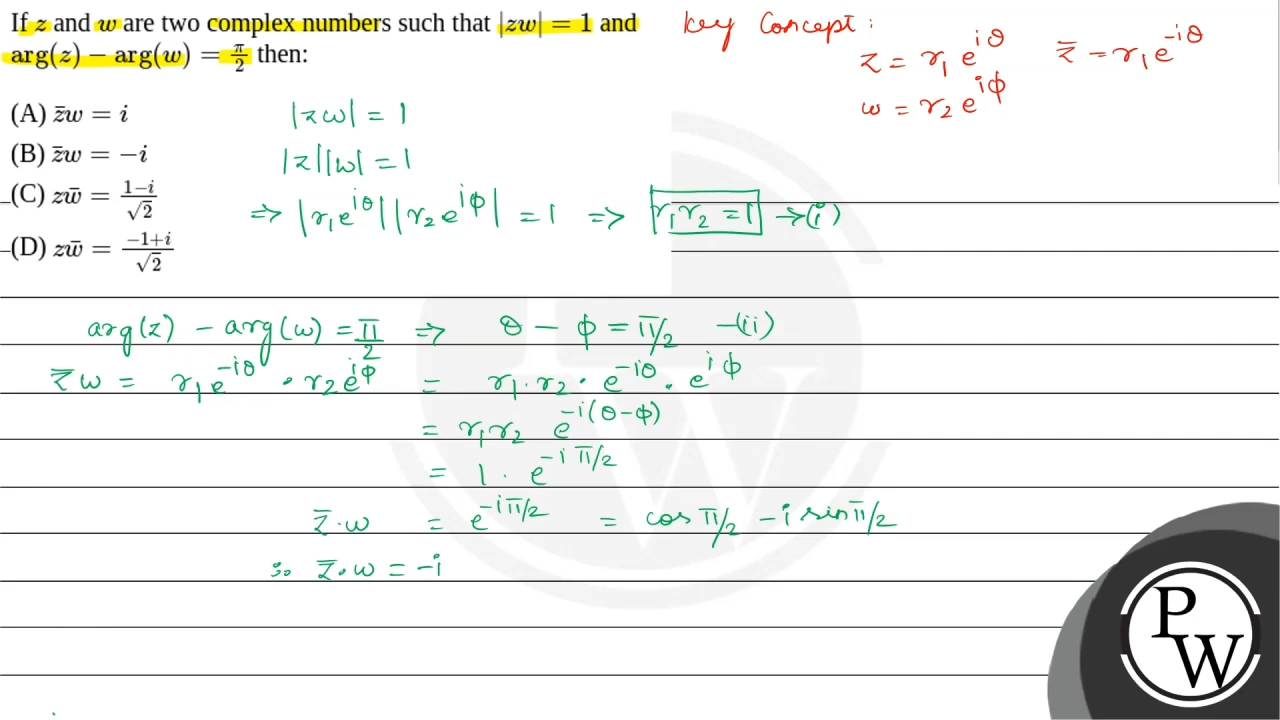 If z and w are two complex numbers such that |zw| = 1 and
arg(z) − arg(w) = π/2 then:
(A) z̄w = i
(B) z̄w = −i
(C) zw̄ = (1−i)/√2
(D) zw̄ = (−1+i)/√2
Key Concept:
z = r₁ e^{iθ} z̄ = r₁ e^{−iθ}
w = r₂ e^{iϕ}
|zw| = 1
|z||w| = 1
⇒ |r₁e^{iθ}| |r₂ e^{iϕ}| = 1 ⇒ r₁r₂ = 1 → (i)
arg(z) − arg(w) = π/2 ⇒ θ − ϕ = π/2 −(ii)
z̄w = r₁e^{−iθ} · r₂e^{iϕ} = r₁·r₂· e^{−iθ} · e^{iϕ}
= r₁r₂ e^{−i(θ−ϕ)}
= 1 · e^{−iπ/2}
z̄·w = e^{−iπ/2} = cos π/2 − i sin π/2
∴ z̄·w = −i
PW